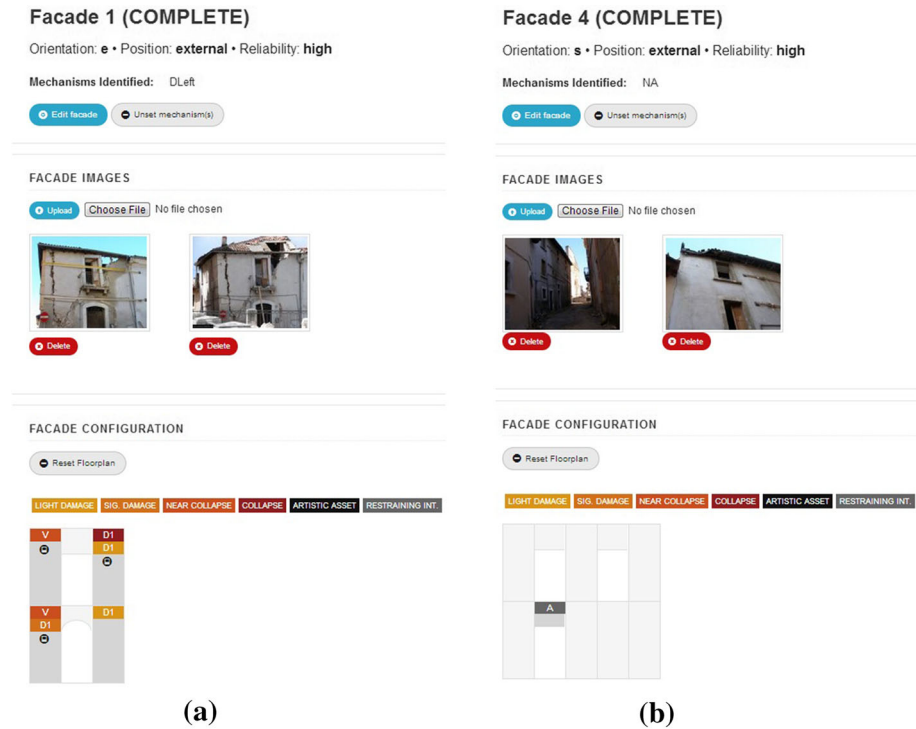 Facade 1 (COMPLETE)
Orientation: e • Position: external • Reliability: high
Mechanisms Identified: DLeft
Edit facade Unset mechanism(s)
FACADE IMAGES
Upload Choose File No file chosen
Delete Delete
FACADE CONFIGURATION
Reset Floorplan
LIGHT DAMAGE SIG. DAMAGE NEAR COLLAPSE COLLAPSE ARTISTIC ASSET RESTRAINING INT.
V D1
D1
V D1
D1
(a)
Facade 4 (COMPLETE)
Orientation: s • Position: external • Reliability: high
Mechanisms Identified: NA
Edit facade Unset mechanism(s)
FACADE IMAGES
Upload Choose File No file chosen
Delete Delete
FACADE CONFIGURATION
Reset Floorplan
LIGHT DAMAGE SIG. DAMAGE NEAR COLLAPSE COLLAPSE ARTISTIC ASSET RESTRAINING INT.
A
(b)